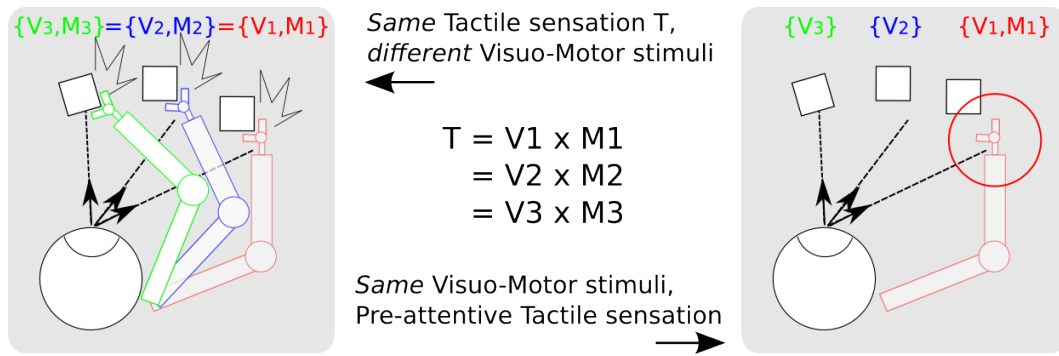 {V3,M3}={V2,M2}={V1,M1}
Same Tactile sensation T,
different Visuo-Motor stimuli
T = V1 x M1
= V2 x M2
= V3 x M3
Same Visuo-Motor stimuli,
Pre-attentive Tactile sensation
{V3} {V2} {V1,M1}